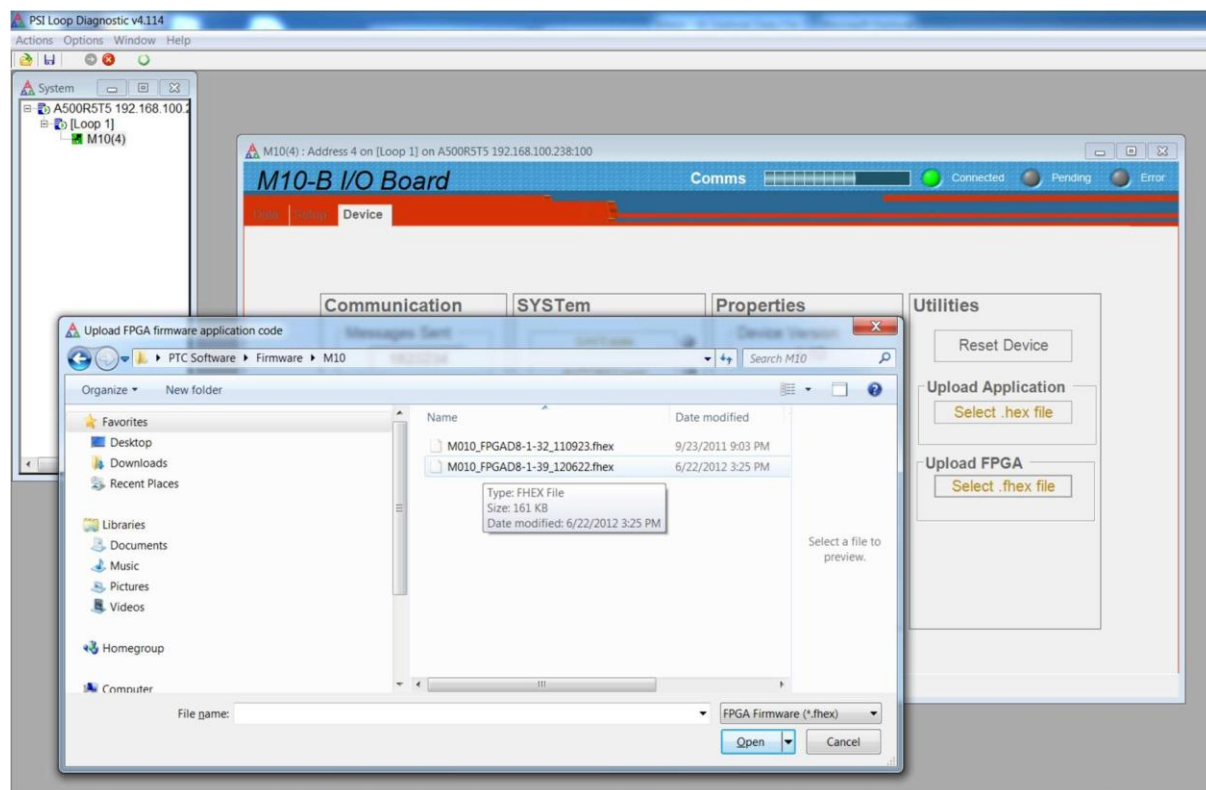 PSI Loop Diagnostic v4.114
Actions Options Window Help
System
A500R5T5 192.168.100.2
[Loop 1]
M10(4)
M10(4) : Address 4 on [Loop 1] on A500R5T5 192.168.100.238:100
M10-B I/O Board
Comms
Connected
Pending
Error
Device
Communication
SYSTem
Properties
Utilities
Messages Sent
Device Version
Reset Device
Upload Application
Select .hex file
Upload FPGA
Select .fhex file
Upload FPGA firmware application code
PTC Software Firmware M10
Search M10
Organize
New folder
Favorites
Desktop
Downloads
Recent Places
Libraries
Documents
Music
Pictures
Videos
Homegroup
Computer
Name
Date modified
M010_FPGAD8-1-32_110923.fhex 9/23/2011 9:03 PM
M010_FPGAD8-1-39_120622.fhex 6/22/2012 3:25 PM
Type: FHEX File
Size: 161 KB
Date modified: 6/22/2012 3:25 PM
Select a file to
preview.
File name:
FPGA Firmware (*.fhex)
Open
Cancel